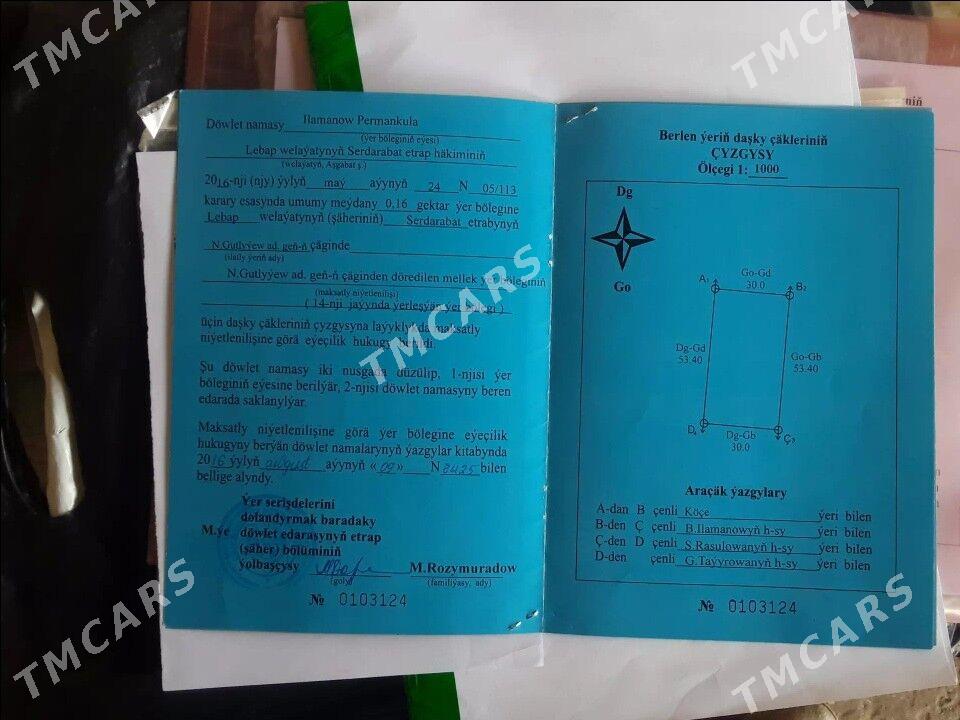 TMCARS
TMCARS
Döwlet namasy Ilamanow Permankula
(ýer böleginiň eýesi)
Lebap welaýatynyň Serdarabat etrap häkiminiň
(welaýatyň, Aşgabat ş.)
2016-nji (njy) ýylyň maý aýynyň 24 N 05/113
karary esasynda umumy meýdany 0,16 gektar ýer bölegine
Lebap welaýatynyň (şäheriniň) Serdarabat etrabynyň
N.Gutlyýew ad. geň-ň çäginde
(ilatly ýeriň ady)
N.Gutlyýew ad. geň-ň çäginden döredilen mellek ýer böleginiň
(maksatly niýetlenilişi)
( 14-nji jaýynda ýerleşýän ýer bölegi )
üçin daşky çäkleriniň çyzgysyna laýyklykda maksatly
niýetlenilişine görä eýeçilik hukugy berildi.
Şu döwlet namasy iki nusgada düzülip, 1-njisi ýer
böleginiň eýesine berilýär, 2-njisi döwlet namasyny beren
edarada saklanylýar.
Maksatly niýetlenilişine görä ýer bölegine eýeçilik
hukugyny berýän döwlet namalarynyň ýazgylar kitabynda
2016 ýylyň awgust aýynyň «02» N 2425 bilen
bellige alyndy.
Ýer serişdelerini
dolandyrmak baradaky
M.ýe döwlet edarasynyň etrap
(şäher) bölüminiň
ýolbaşçysy M.Rozymuradow
(goly) (familiýasy, ady)
№ 0103124
Berlen ýeriň daşky çäkleriniň
ÇYZGYSY
Ölçegi 1: 1000
Dg
Go
Go-Gd
30.0
A1 B2
Dg-Gd
53.40
Go-Gb
53.40
D4 Ç3
Dg-Gb
30.0
Araçäk ýazgylary
A-dan B çenli Köçe ýeri bilen
B-den Ç çenli B.Ilamanowyň h-sy ýeri bilen
Ç-den D çenli S.Rasulowanyň h-sy ýeri bilen
D-den çenli G.Taýyrowanyň h-sy ýeri bilen
№ 0103124
TMCARS
TMCARS
TMCARS